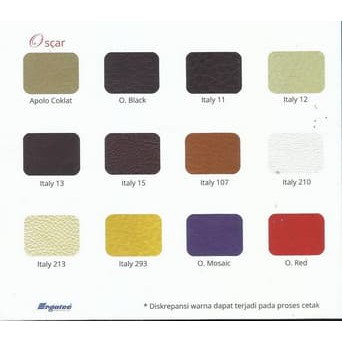 Oscar
Apolo Coklat
O. Black
Italy 11
Italy 12
Italy 13
Italy 15
Italy 107
Italy 210
Italy 213
Italy 293
O. Mosaic
O. Red
Ergotec
* Diskrepansi warna dapat terjadi pada proses cetak